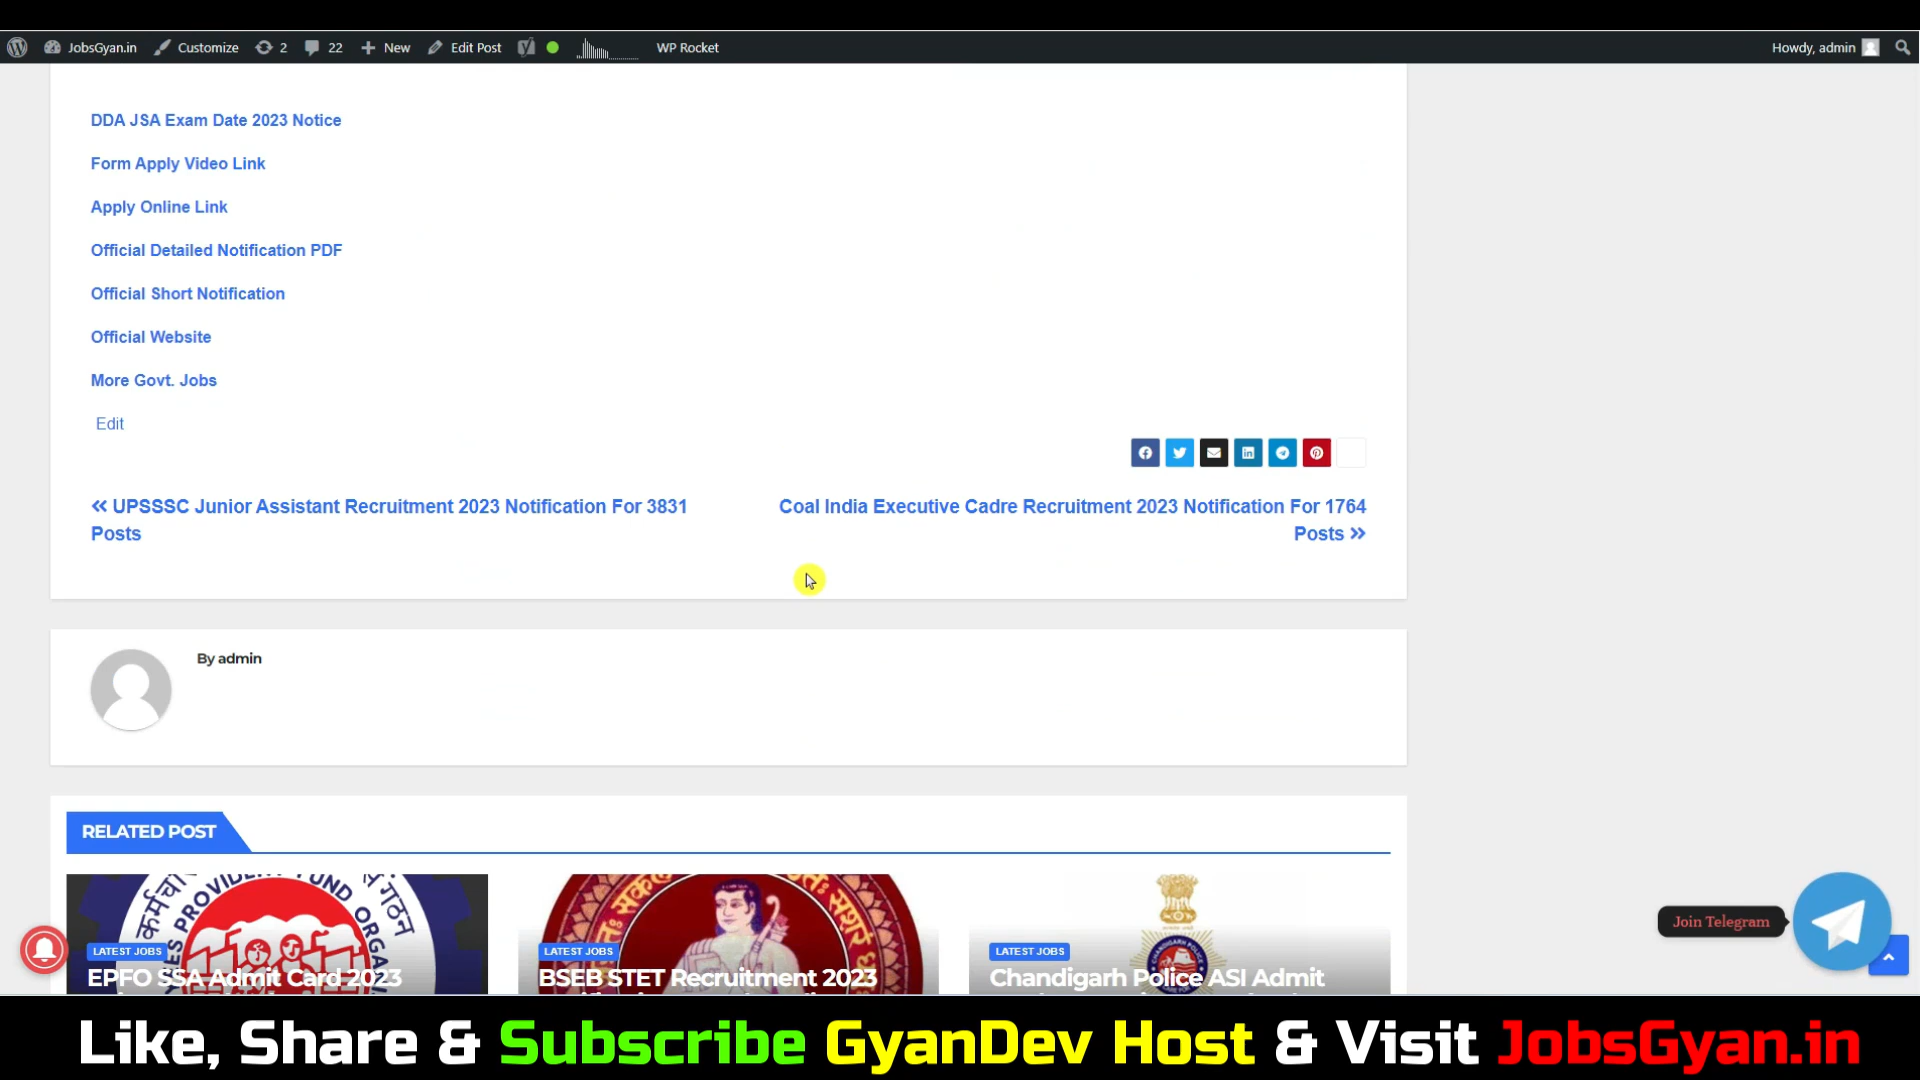 JobsGyan.in Customize 2 22 New Edit Post WP Rocket Howdy, admin
DDA JSA Exam Date 2023 Notice
Form Apply Video Link
Apply Online Link
Official Detailed Notification PDF
Official Short Notification
Official Website
More Govt. Jobs
Edit
« UPSSSC Junior Assistant Recruitment 2023 Notification For 3831
Posts
Coal India Executive Cadre Recruitment 2023 Notification For 1764
Posts »
By admin
RELATED POST
LATEST JOBS
EPFO SSA Admit Card 2023
LATEST JOBS
BSEB STET Recruitment 2023
LATEST JOBS
Chandigarh Police ASI Admit
Join Telegram
Like, Share & Subscribe GyanDev Host & Visit JobsGyan.in